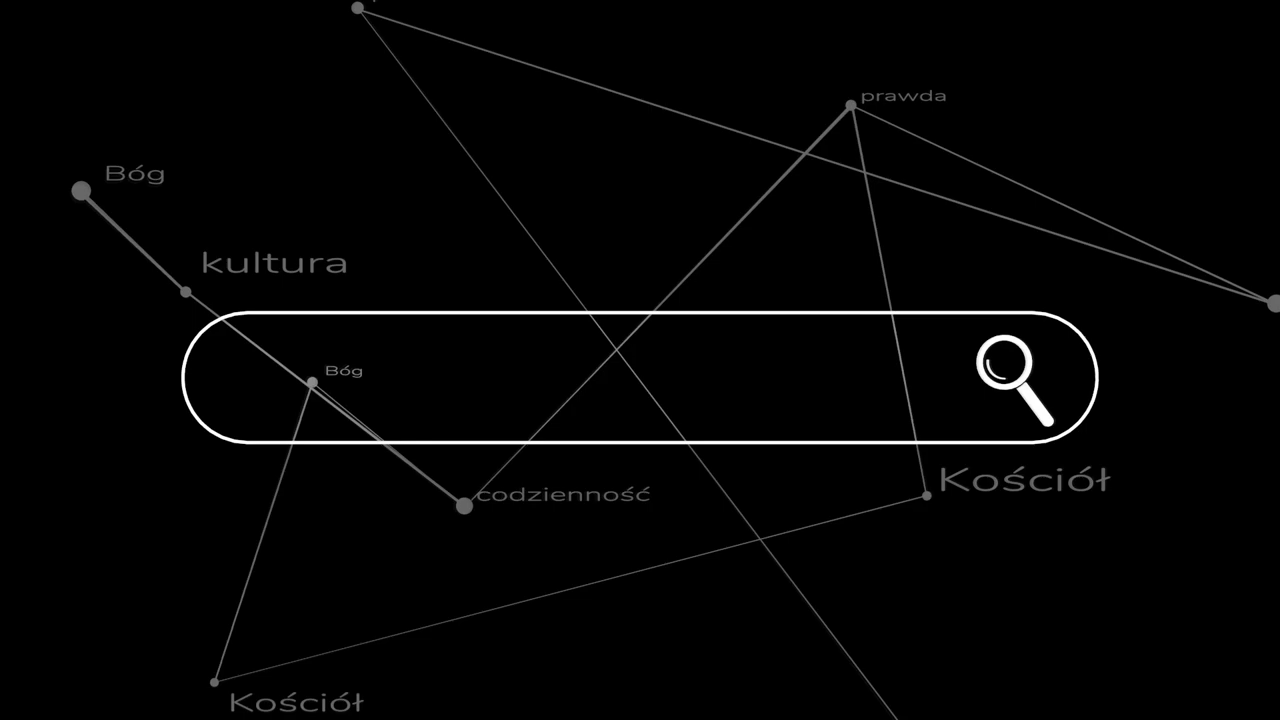 prawda
Bóg
kultura
Bóg
Kościół
codzienność
Kościół